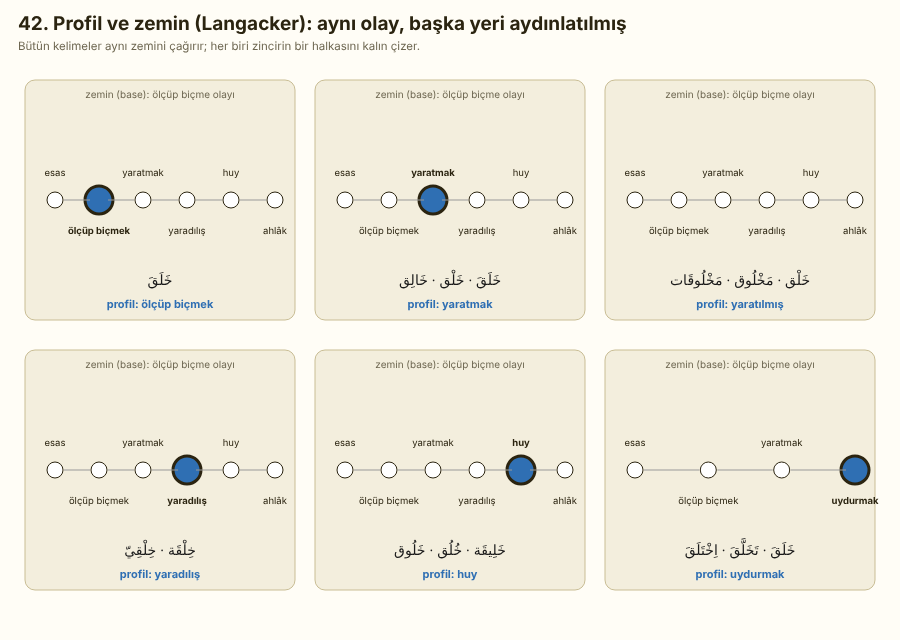 42. Profil ve zemin (Langacker): aynı olay, başka yeri aydınlatılmış
Bütün kelimeler aynı zemini çağırır; her biri zincirin bir halkasını kalın çizer.
zemin (base): ölçüp biçme olayı
esas yaratmak huy
ölçüp biçmek yaradılış ahlâk
خَلَقَ
profil: ölçüp biçmek
zemin (base): ölçüp biçme olayı
esas yaratmak huy
ölçüp biçmek yaradılış ahlâk
خَلَقَ · خَلْق · خَالِق
profil: yaratmak
zemin (base): ölçüp biçme olayı
esas yaratmak huy
ölçüp biçmek yaradılış ahlâk
خَلْق · مَخْلُوق · مَخْلُوقَات
profil: yaratılmış
zemin (base): ölçüp biçme olayı
esas yaratmak huy
ölçüp biçmek yaradılış ahlâk
خِلْقَة · خِلْقِيّ
profil: yaradılış
zemin (base): ölçüp biçme olayı
esas yaratmak huy
ölçüp biçmek yaradılış ahlâk
خَلِيقَة · خُلُق · خَلُوق
profil: huy
zemin (base): ölçüp biçme olayı
esas yaratmak
ölçüp biçmek uydurmak
خَلَقَ · تَخَلَّقَ · اِخْتَلَقَ
profil: uydurmak